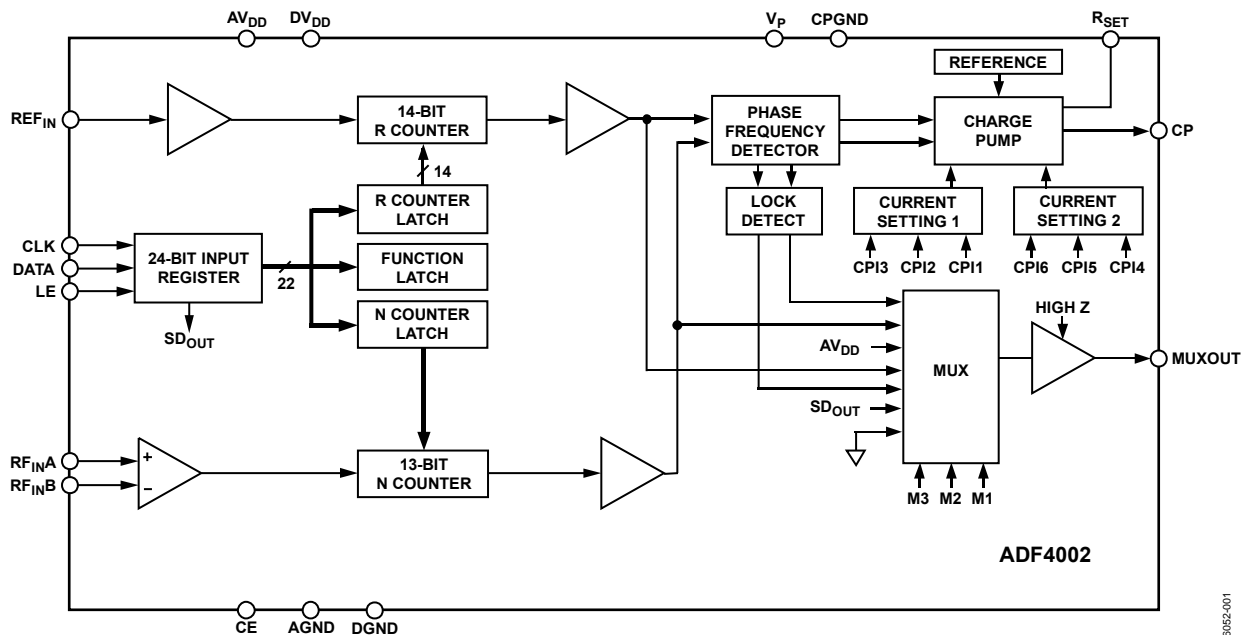 AVDD DVDD VP CPGND RSET
REFIN
14-BIT
R COUNTER
14
R COUNTER
LATCH
FUNCTION
LATCH
N COUNTER
LATCH
CLK
DATA
LE
24-BIT INPUT
REGISTER
22
SDOUT
RFINA
RFINB
+
−
13-BIT
N COUNTER
PHASE
FREQUENCY
DETECTOR
LOCK
DETECT
REFERENCE
CHARGE
PUMP
CP
CURRENT
SETTING 1
CPI3 CPI2 CPI1
CURRENT
SETTING 2
CPI6 CPI5 CPI4
AVDD
SDOUT
MUX
M3 M2 M1
HIGH Z
MUXOUT
ADF4002
CE AGND DGND
6052-001